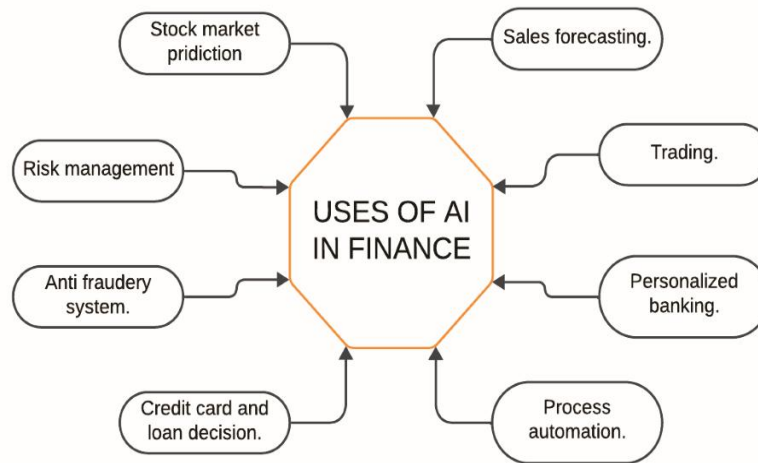 Stock market
pridiction
Sales forecasting.
Risk management
Trading.
USES OF AI
IN FINANCE
Anti fraudery
system.
Personalized
banking.
Credit card and
loan decision.
Process
automation.